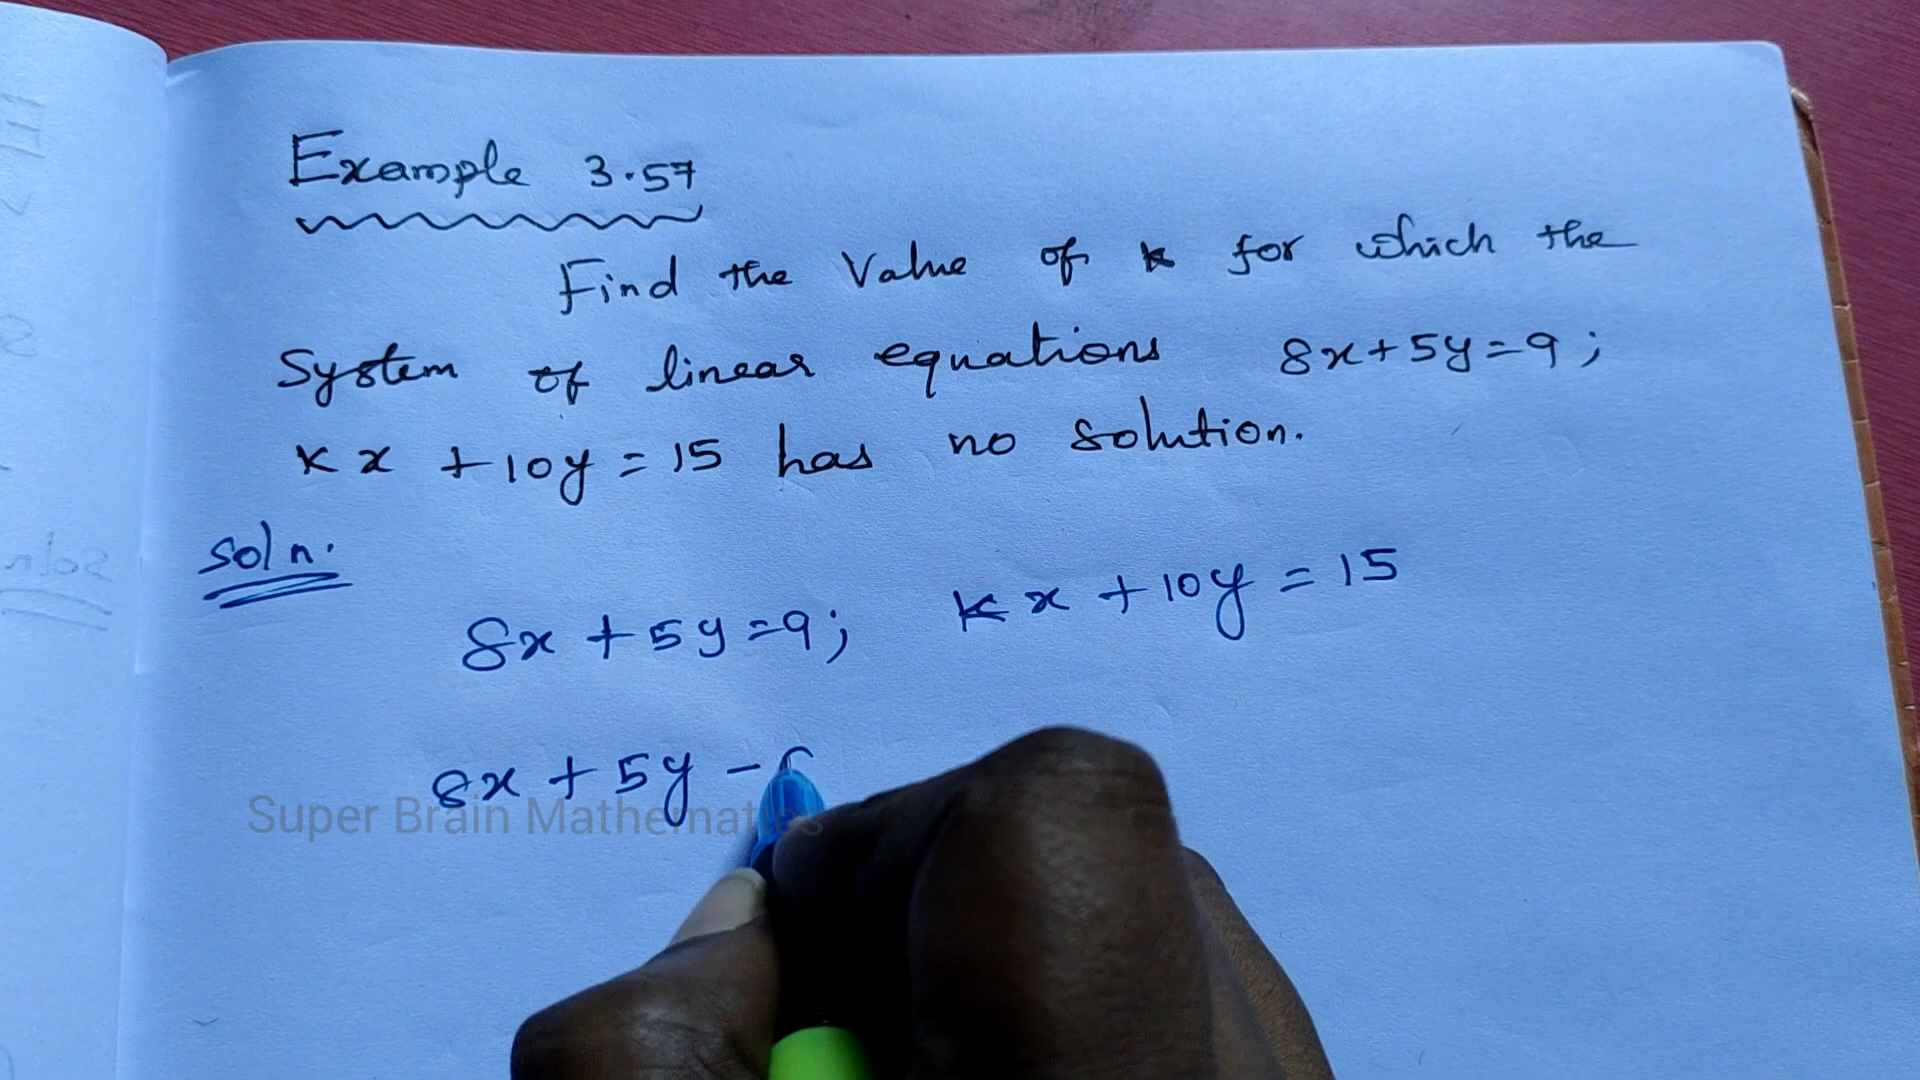 Example 3.57
Find the Value of k for which the
System of linear equations 8x+5y=9;
kx +10y=15 has no solution.
Soln.
8x+5y=9; kx+10y=15
8x+5y-
Super Brain Mathematics